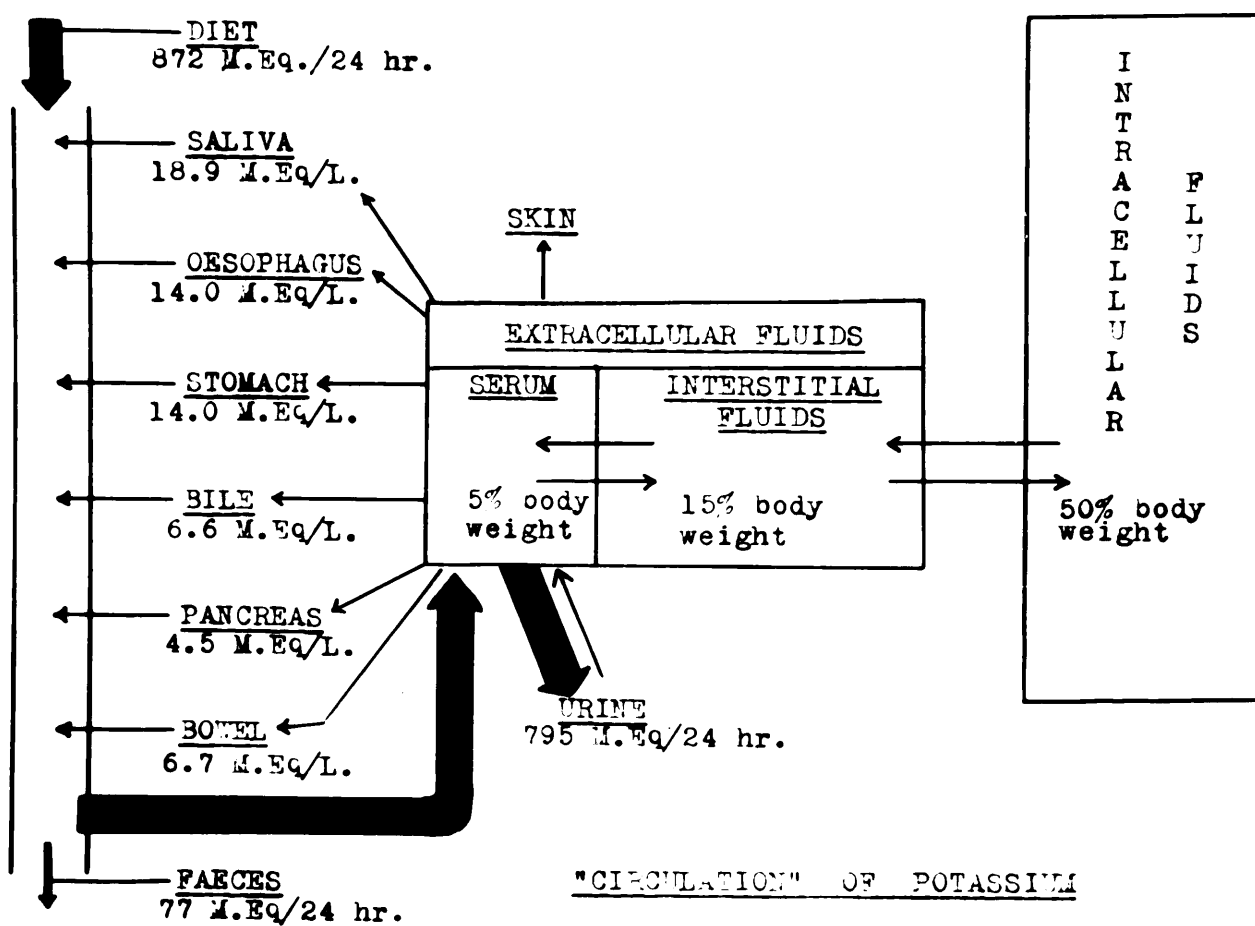 DIET
872 M.Eq./24 hr.
SALIVA
18.9 M.Eq/L.
OESOPHAGUS
14.0 M.Eq/L.
STOMACH
14.0 M.Eq/L.
BILE
6.6 M.Eq/L.
PANCREAS
4.5 M.Eq/L.
BOWEL
6.7 M.Eq/L.
FAECES
77 M.Eq/24 hr.
SKIN
EXTRACELLULAR FLUIDS
SERUM
5% body
weight
INTERSTITIAL
FLUIDS
15% body
weight
URINE
795 M.Eq/24 hr.
INTRACELLULAR
FLUIDS
50% body
weight
"CIRCULATION" OF POTASSIUM